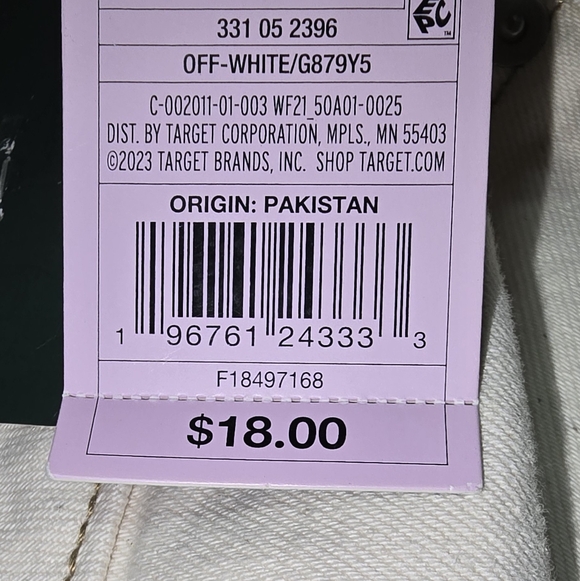 EPC
TM
331 05 2396
OFF-WHITE/G879Y5
C-002011-01-003 WF21_50A01-0025
DIST. BY TARGET CORPORATION, MPLS., MN 55403
©2023 TARGET BRANDS, INC. SHOP TARGET.COM
ORIGIN: PAKISTAN
1 96761 24333 3
F18497168
$18.00